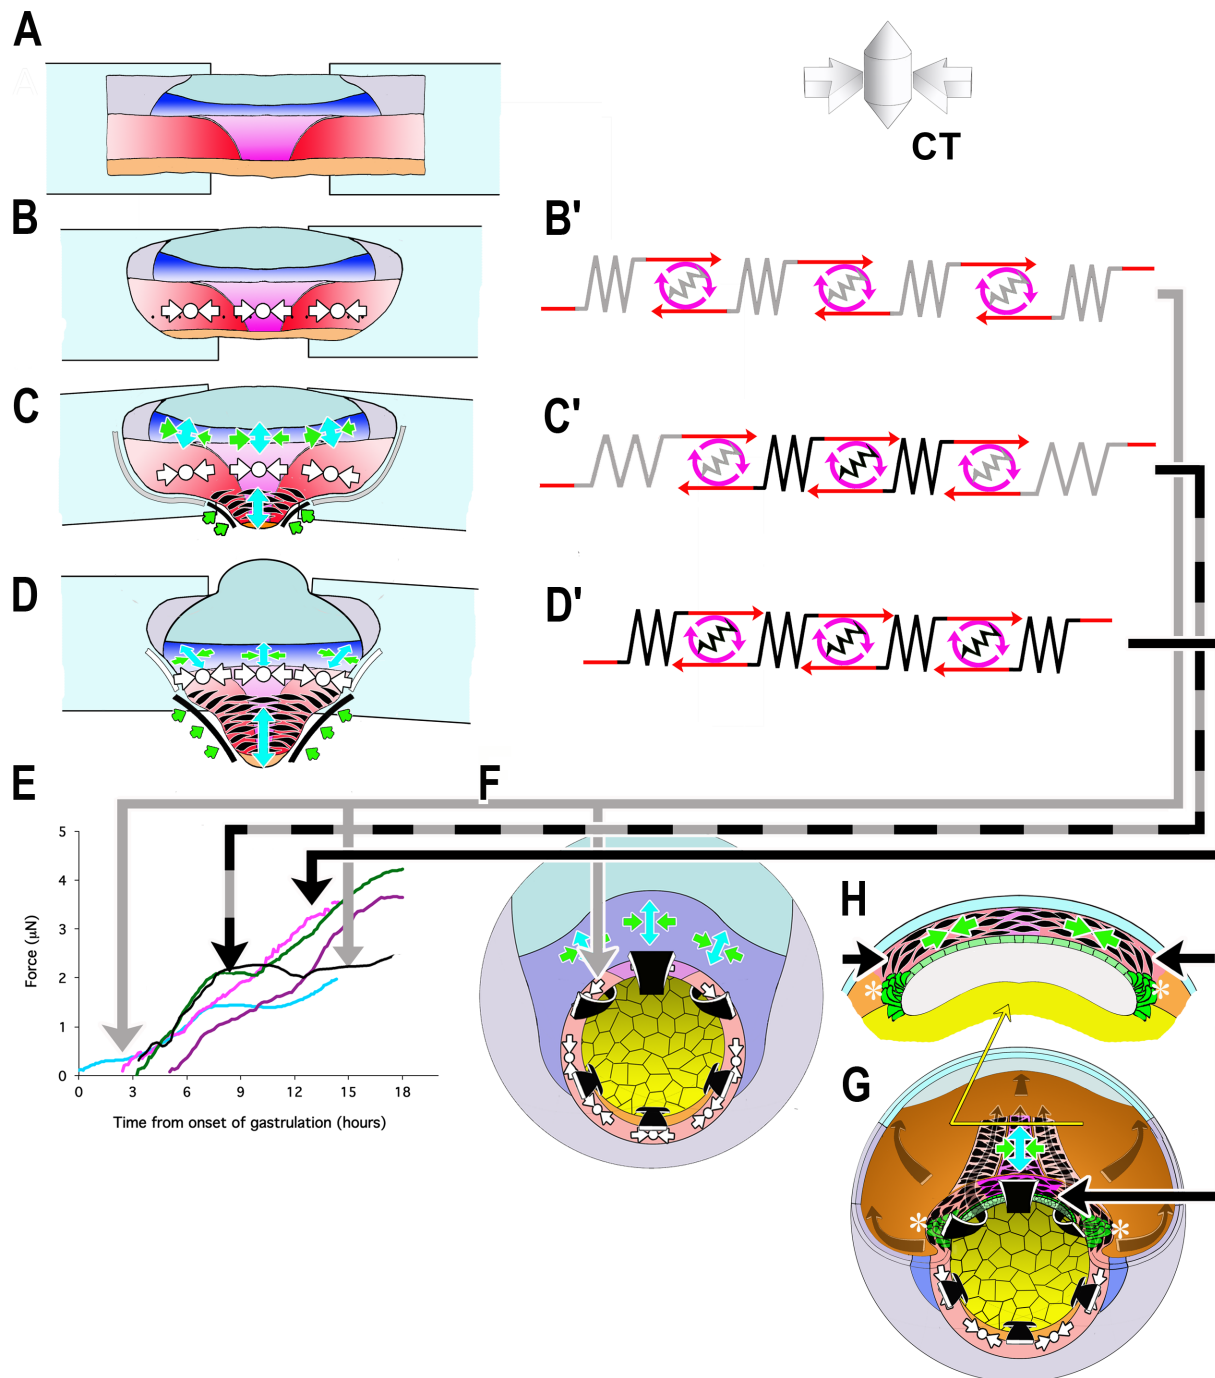 A
CT
B
B'
C
C'
D
D'
E
F
5
4
3
2
1
0
Force (μN)
0 3 6 9 12 15 18
Time from onset of gastrulation (hours)
H
*
*
G
*
*